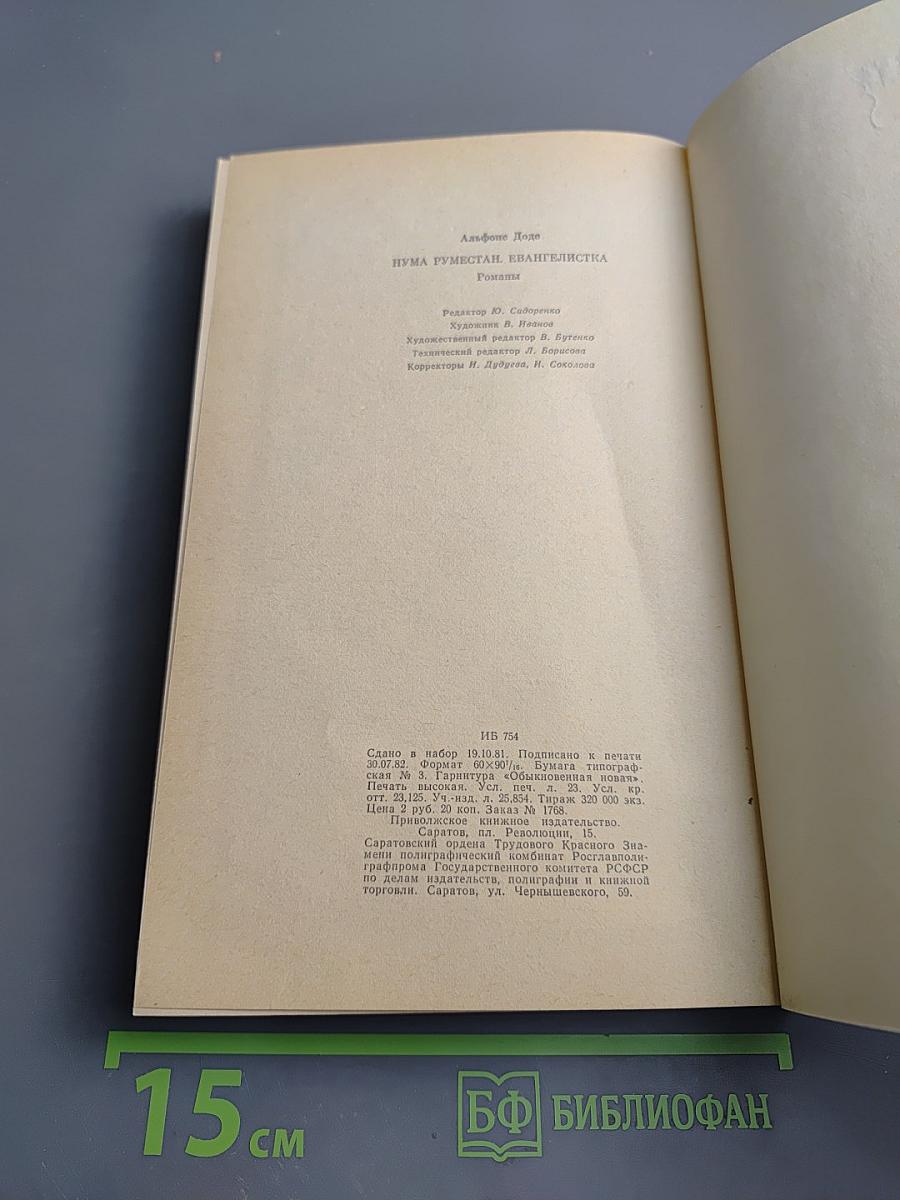 Альфонс Доде
НУМА РУМЕСТАН. ЕВАНГЕЛИСТКА
Романы
Редактор Ю. Садоренко
Художник В. Иванов
Художественный редактор В. Бутенко
Технический редактор Л. Борисова
Корректоры И. Дудуева, И. Соколова
ИБ 754
Сдано в набор 19.10.81. Подписано к печати
30.07.82. Формат 60×90¹/₁₆. Бумага типограф-
ская № 3. Гарнитура «Обыкновенная новая».
Печать высокая. Усл. печ. л. 23. Усл. кр.
отт. 23,125. Уч.-изд. л. 25,854. Тираж 320 000 экз.
Цена 2 руб. 20 коп. Заказ № 1768.
Приволжское книжное издательство.
Саратов, пл. Революции, 15.
Саратовский ордена Трудового Красного Зна-
мени полиграфический комбинат Росглавполи-
графпрома Государственного комитета РСФСР
по делам издательств, полиграфии и книжной
торговли. Саратов, ул. Чернышевского, 59.
15 см
БФ БИБЛИОФАН